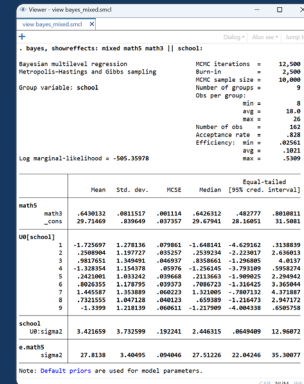 Viewer - view bayes_mixed.smcl
view bayes_mixed.smcl ×
+ Dialog Also see Jump to
. bayes, showreffects: mixed math5 math3 || school:
Bayesian multilevel regression MCMC iterations = 12,500
Metropolis-Hastings and Gibbs sampling Burn-in = 2,500
MCMC sample size = 10,000
Group variable: school Number of groups = 9
Obs per group:
min = 8
avg = 18.0
max = 26
Number of obs = 162
Acceptance rate = .828
Efficiency: min = .02561
avg = .1021
Log marginal-likelihood = -505.35978 max = .5309
Equal-tailed
Mean Std. dev. MCSE Median [95% cred. interval]
math5
math3 .6430132 .0811517 .001114 .6426312 .482777 .8010811
_cons 29.71469 .839649 .037357 29.67941 28.16051 31.5081
U0[school]
1 -1.725697 1.278136 .079861 -1.648141 -4.629162 .3138839
2 .2508904 1.197727 .035257 .2539234 -2.223017 2.636013
3 .9817651 1.349491 .046937 .8358661 -1.296805 4.0137
4 -1.328354 1.154378 .05976 -1.256145 -3.793109 .5958274
5 .2421001 1.033242 .039668 .2113663 -1.909025 2.294942
6 .8026355 1.178795 .039373 .7086723 -1.316425 3.365044
7 1.445587 1.353889 .060223 1.321005 -.7807132 4.371887
8 .7321555 1.047128 .040123 .659389 -1.216473 2.947172
9 -1.3399 1.218139 .060611 -1.217909 -4.004338 .6505758
school
U0:sigma2 3.421659 3.732599 .192241 2.446315 .0649409 12.96072
e.math5
sigma2 27.8138 3.40495 .094046 27.51226 22.04246 35.30077
Note: Default priors are used for model parameters.
CAP NUM